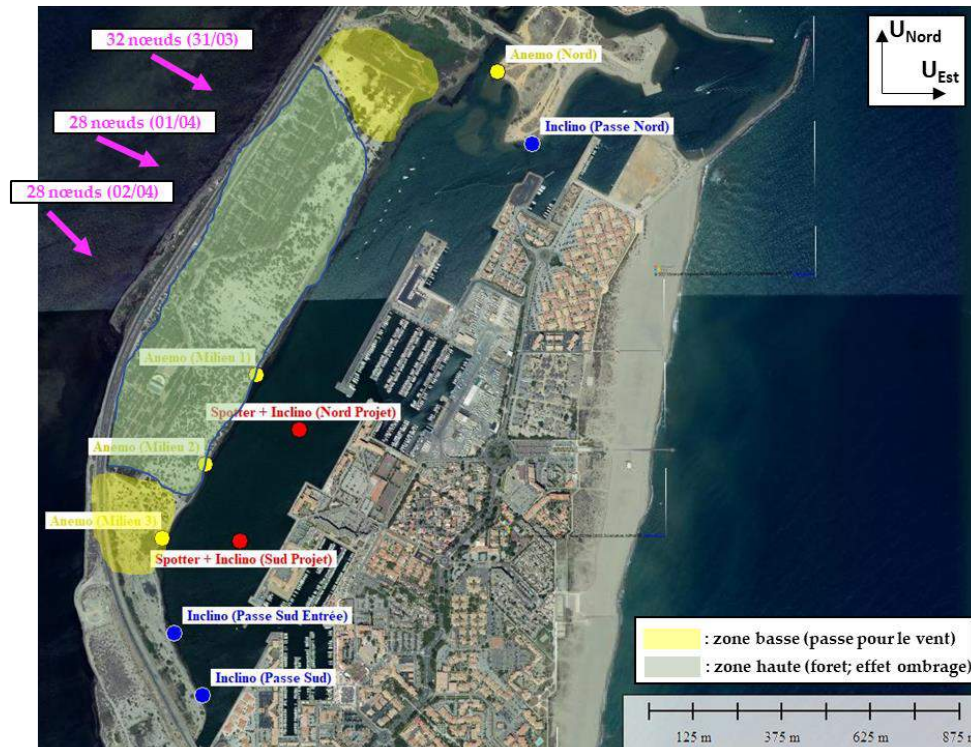 32 nœuds (31/03)
28 nœuds (01/04)
28 nœuds (02/04)
U Nord
U Est
Anemo (Nord)
Inclino (Passe Nord)
Anemo (Milieu 1)
Spotter + Inclino (Nord Projet)
Anemo (Milieu 2)
Anemo (Milieu 3)
Spotter + Inclino (Sud Projet)
Inclino (Passe Sud Entrée)
Inclino (Passe Sud)
: zone basse (passe pour le vent)
: zone haute (foret; effet ombrage)
125 m 375 m 625 m 875 m